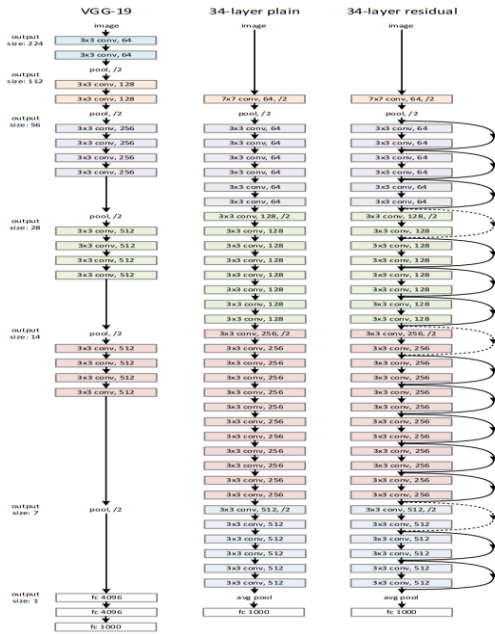 VGG-19
image
output
size: 224
3x3 conv, 64
3x3 conv, 64
pool, /2
output
size: 112
3x3 conv, 128
3x3 conv, 128
pool, /2
output
size: 56
3x3 conv, 256
3x3 conv, 256
3x3 conv, 256
3x3 conv, 256
pool, /2
output
size: 28
3x3 conv, 512
3x3 conv, 512
3x3 conv, 512
3x3 conv, 512
pool, /2
output
size: 14
3x3 conv, 512
3x3 conv, 512
3x3 conv, 512
3x3 conv, 512
output
size: 7
pool, /2
output
size: 1
fc 4096
fc 4096
fc 1000
34-layer plain
image
7x7 conv, 64, /2
pool, /2
3x3 conv, 64
3x3 conv, 64
3x3 conv, 64
3x3 conv, 64
3x3 conv, 64
3x3 conv, 64
3x3 conv, 128, /2
3x3 conv, 128
3x3 conv, 128
3x3 conv, 128
3x3 conv, 128
3x3 conv, 128
3x3 conv, 128
3x3 conv, 128
3x3 conv, 256, /2
3x3 conv, 256
3x3 conv, 256
3x3 conv, 256
3x3 conv, 256
3x3 conv, 256
3x3 conv, 256
3x3 conv, 256
3x3 conv, 256
3x3 conv, 256
3x3 conv, 256
3x3 conv, 256
3x3 conv, 512, /2
3x3 conv, 512
3x3 conv, 512
3x3 conv, 512
3x3 conv, 512
3x3 conv, 512
avg pool
fc 1000
34-layer residual
image
7x7 conv, 64, /2
pool, /2
3x3 conv, 64
3x3 conv, 64
3x3 conv, 64
3x3 conv, 64
3x3 conv, 64
3x3 conv, 64
3x3 conv, 128, /2
3x3 conv, 128
3x3 conv, 128
3x3 conv, 128
3x3 conv, 128
3x3 conv, 128
3x3 conv, 128
3x3 conv, 128
3x3 conv, 256, /2
3x3 conv, 256
3x3 conv, 256
3x3 conv, 256
3x3 conv, 256
3x3 conv, 256
3x3 conv, 256
3x3 conv, 256
3x3 conv, 256
3x3 conv, 256
3x3 conv, 256
3x3 conv, 256
3x3 conv, 512, /2
3x3 conv, 512
3x3 conv, 512
3x3 conv, 512
3x3 conv, 512
3x3 conv, 512
avg pool
fc 1000